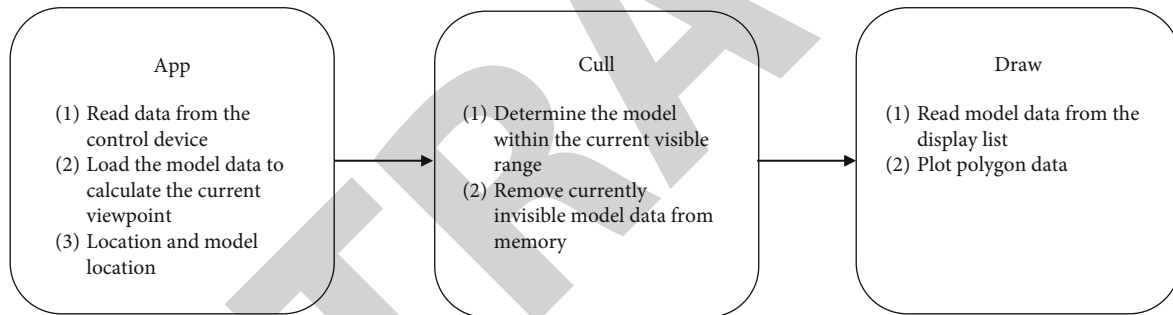 App
(1) Read data from the
control device
(2) Load the model data to
calculate the current
viewpoint
(3) Location and model
location
Cull
(1) Determine the model
within the current visible
range
(2) Remove currently
invisible model data from
memory
Draw
(1) Read model data from the
display list
(2) Plot polygon data
TRA